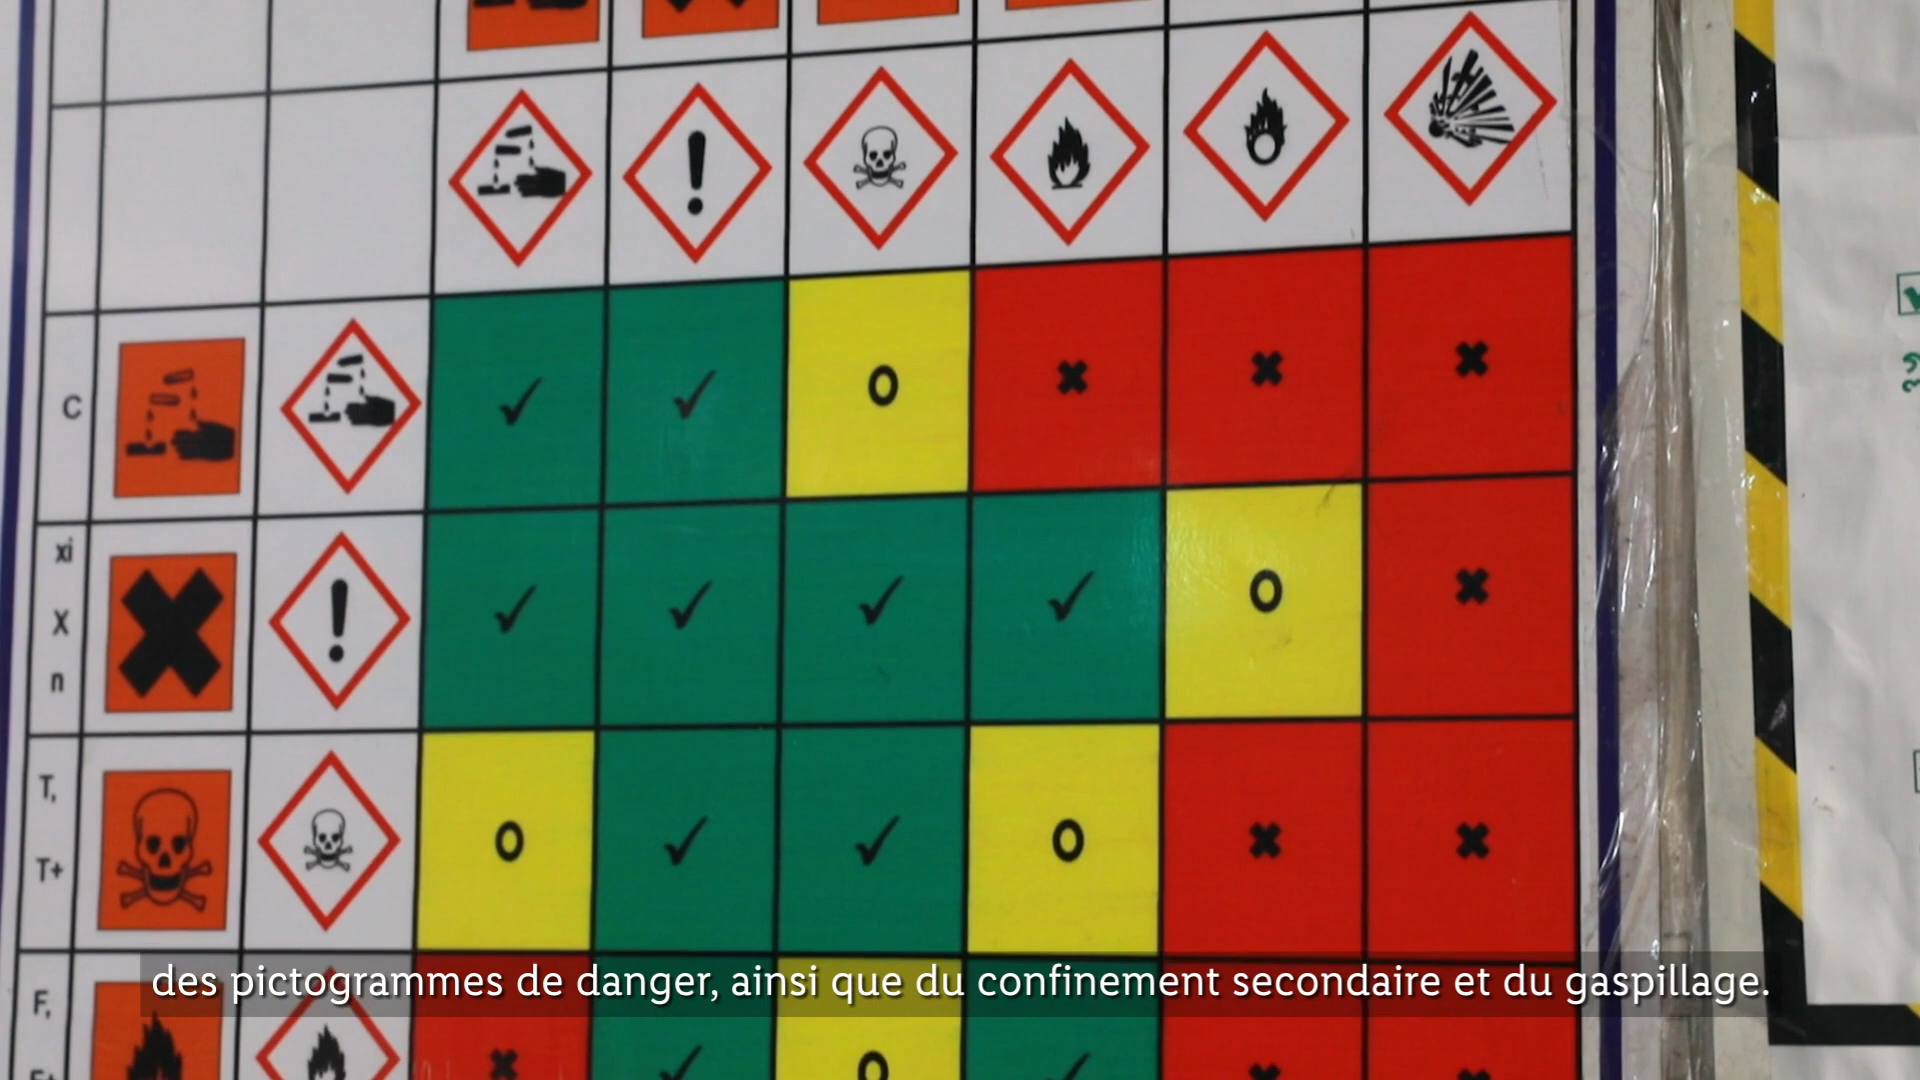 C
xi
X
n
T,
T+
des pictogrammes de danger, ainsi que du confinement secondaire et du gaspillage.
F,